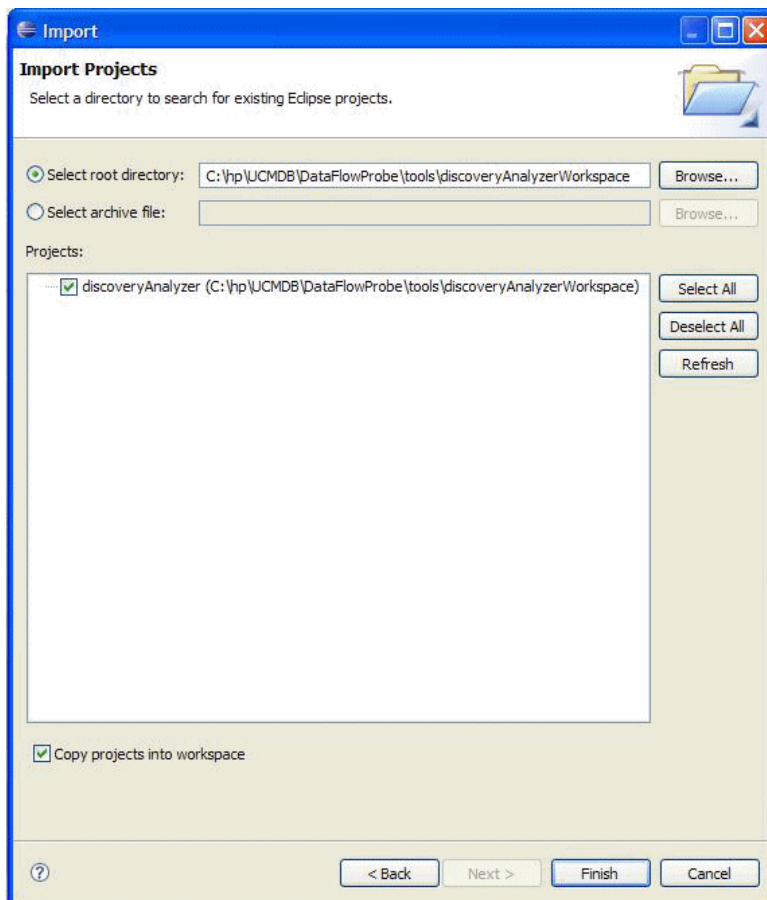 Import
Import Projects
Select a directory to search for existing Eclipse projects.
Select root directory: C:\hp\UCMDB\DataFlowProbe\tools\discoveryAnalyzerWorkspace Browse...
Select archive file: Browse...
Projects:
discoveryAnalyzer (C:\hp\UCMDB\DataFlowProbe\tools\discoveryAnalyzerWorkspace) Select All
Deselect All
Refresh
Copy projects into workspace
? < Back Next > Finish Cancel